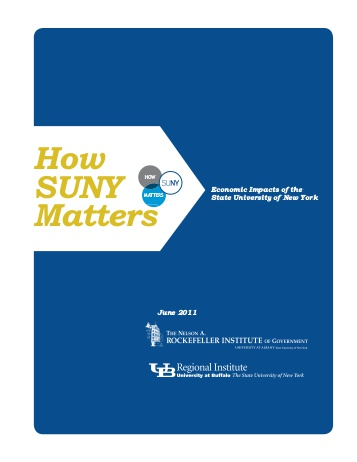 How
SUNY
Matters
HOW
SUNY
MATTERS
Economic Impacts of the
State University of New York
June 2011
THE NELSON A.
ROCKEFELLER INSTITUTE OF GOVERNMENT
UNIVERSITY AT ALBANY State University of New York
UB Regional Institute
University at Buffalo The State University of New York